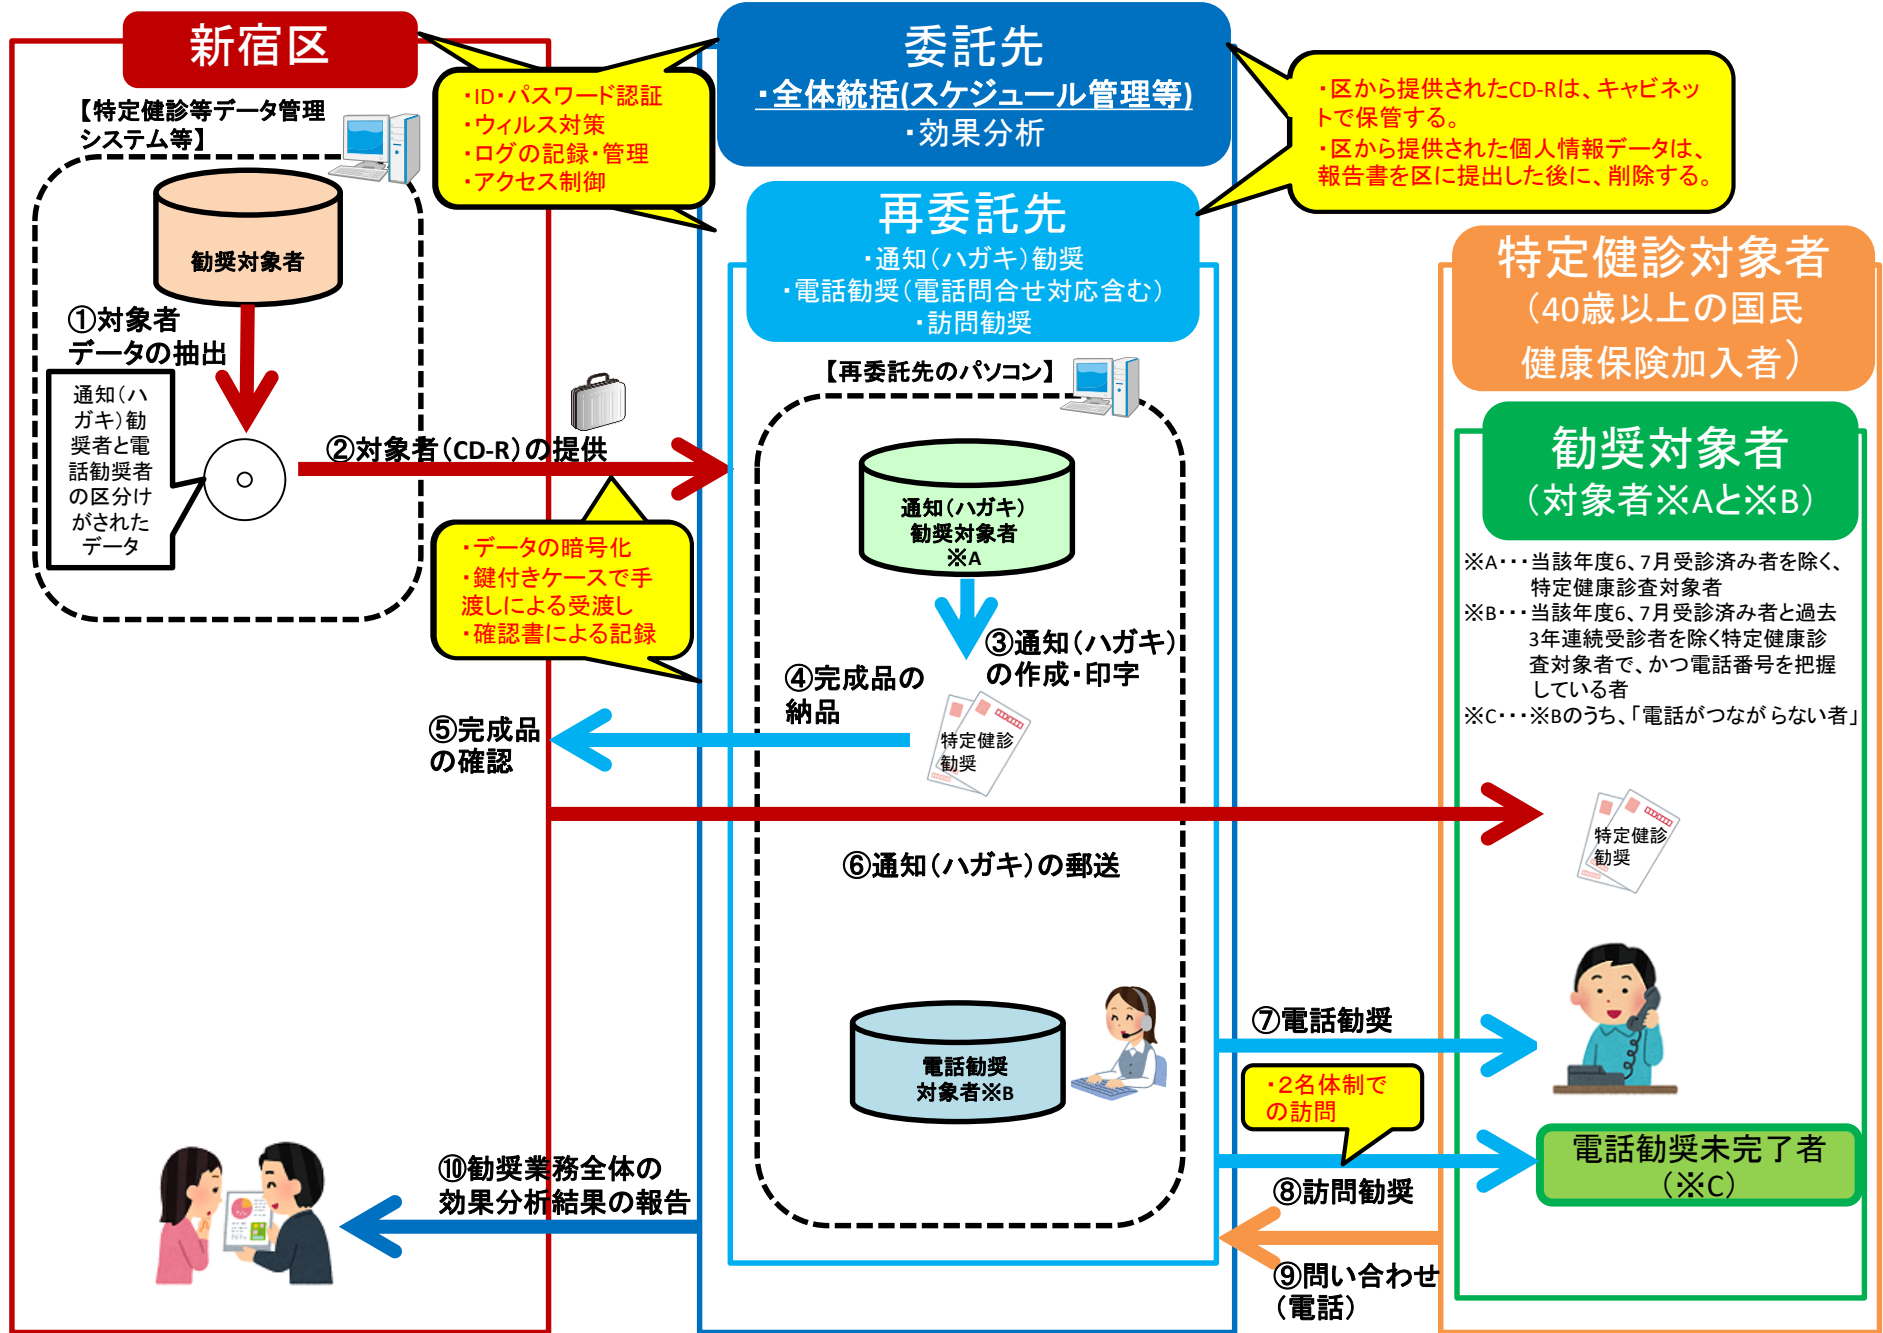 新宿区
【特定健診等データ管理
システム等】
勧奨対象者
①対象者
データの抽出
通知(ハ
ガキ)勧
奨者と電
話勧奨者
の区分け
がされた
データ
・ID・パスワード認証
・ウィルス対策
・ログの記録・管理
・アクセス制御
②対象者(CD-R)の提供
・データの暗号化
・鍵付きケースで手
渡しによる受渡し
・確認書による記録
委託先
・全体統括(スケジュール管理等)
・効果分析
・区から提供されたCD-Rは、キャビネッ
トで保管する。
・区から提供された個人情報データは、
報告書を区に提出した後に、削除する。
再委託先
・通知(ハガキ)勧奨
・電話勧奨(電話問合せ対応含む)
・訪問勧奨
【再委託先のパソコン】
通知(ハガキ)
勧奨対象者
※A
③通知(ハガキ)
の作成・印字
④完成品の
納品
特定健診
勧奨
⑤完成品
の確認
⑥通知(ハガキ)の郵送
電話勧奨
対象者※B
特定健診対象者
(40歳以上の国民
健康保険加入者)
勧奨対象者
(対象者※Aと※B)
※A・・・当該年度6、7月受診済み者を除く、
特定健康診査対象者
※B・・・当該年度6、7月受診済み者と過去
3年連続受診者を除く特定健康診
査対象者で、かつ電話番号を把握
している者
※C・・・※Bのうち、「電話がつながらない者」
特定健診
勧奨
⑦電話勧奨
・2名体制で
の訪問
⑧訪問勧奨
電話勧奨未完了者
(※C)
⑨問い合わせ
(電話)
⑩勧奨業務全体の
効果分析結果の報告